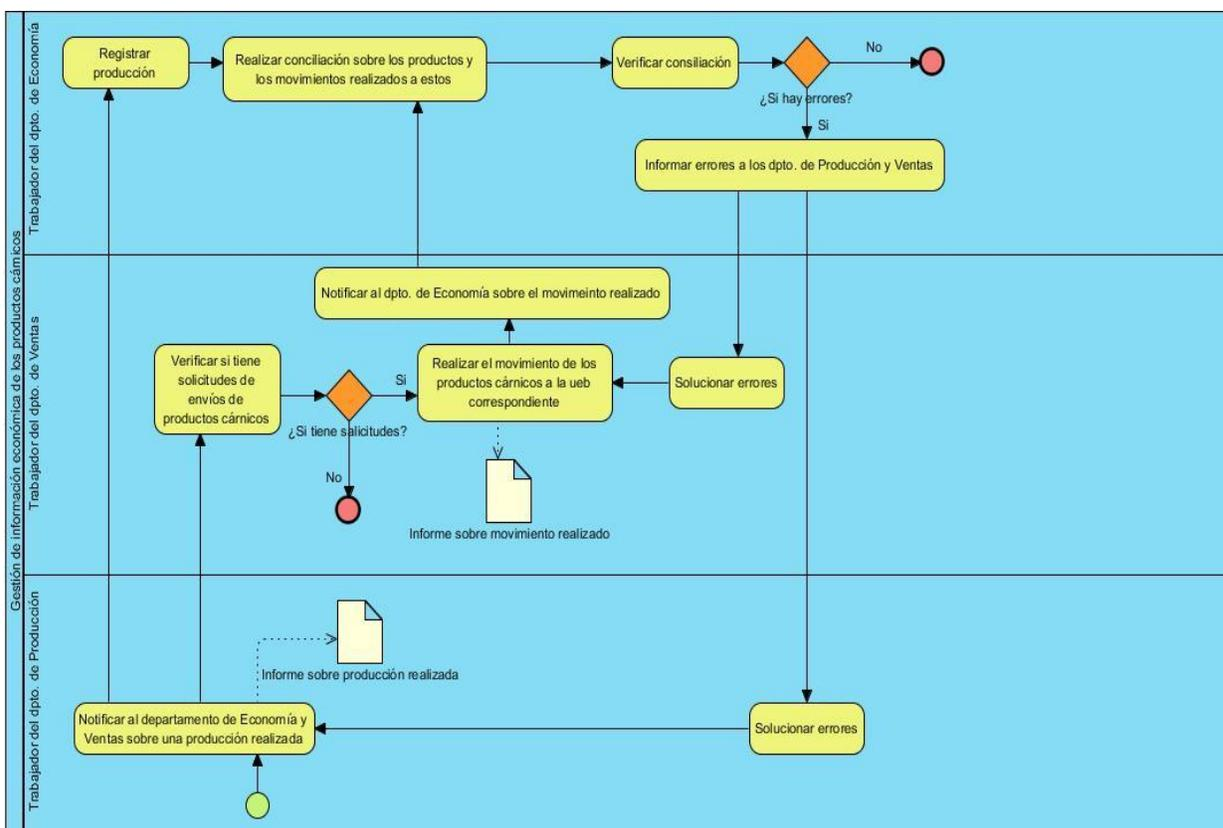 Gestión de información económica de los productos cárnicos
Trabajador del dpto. de Economía
Registrar
producción
Realizar conciliación sobre los productos y
los movimientos realizados a estos
Verificar consiliación
No
¿Si hay errores?
Si
Informar errores a los dpto. de Producción y Ventas
Trabajador del dpto. de Ventas
Notificar al dpto. de Economía sobre el movimeinto realizado
Verificar si tiene
solicitudes de
envíos de
productos cárnicos
Si
¿Si tiene salicitudes?
No
Realizar el movimiento de los
productos cárnicos a la ueb
correspondiente
Solucionar errores
Informe sobre movimiento realizado
Trabajador del dpto. de Producción
Informe sobre producción realizada
Notificar al departamento de Economía y
Ventas sobre una producción realizada
Solucionar errores